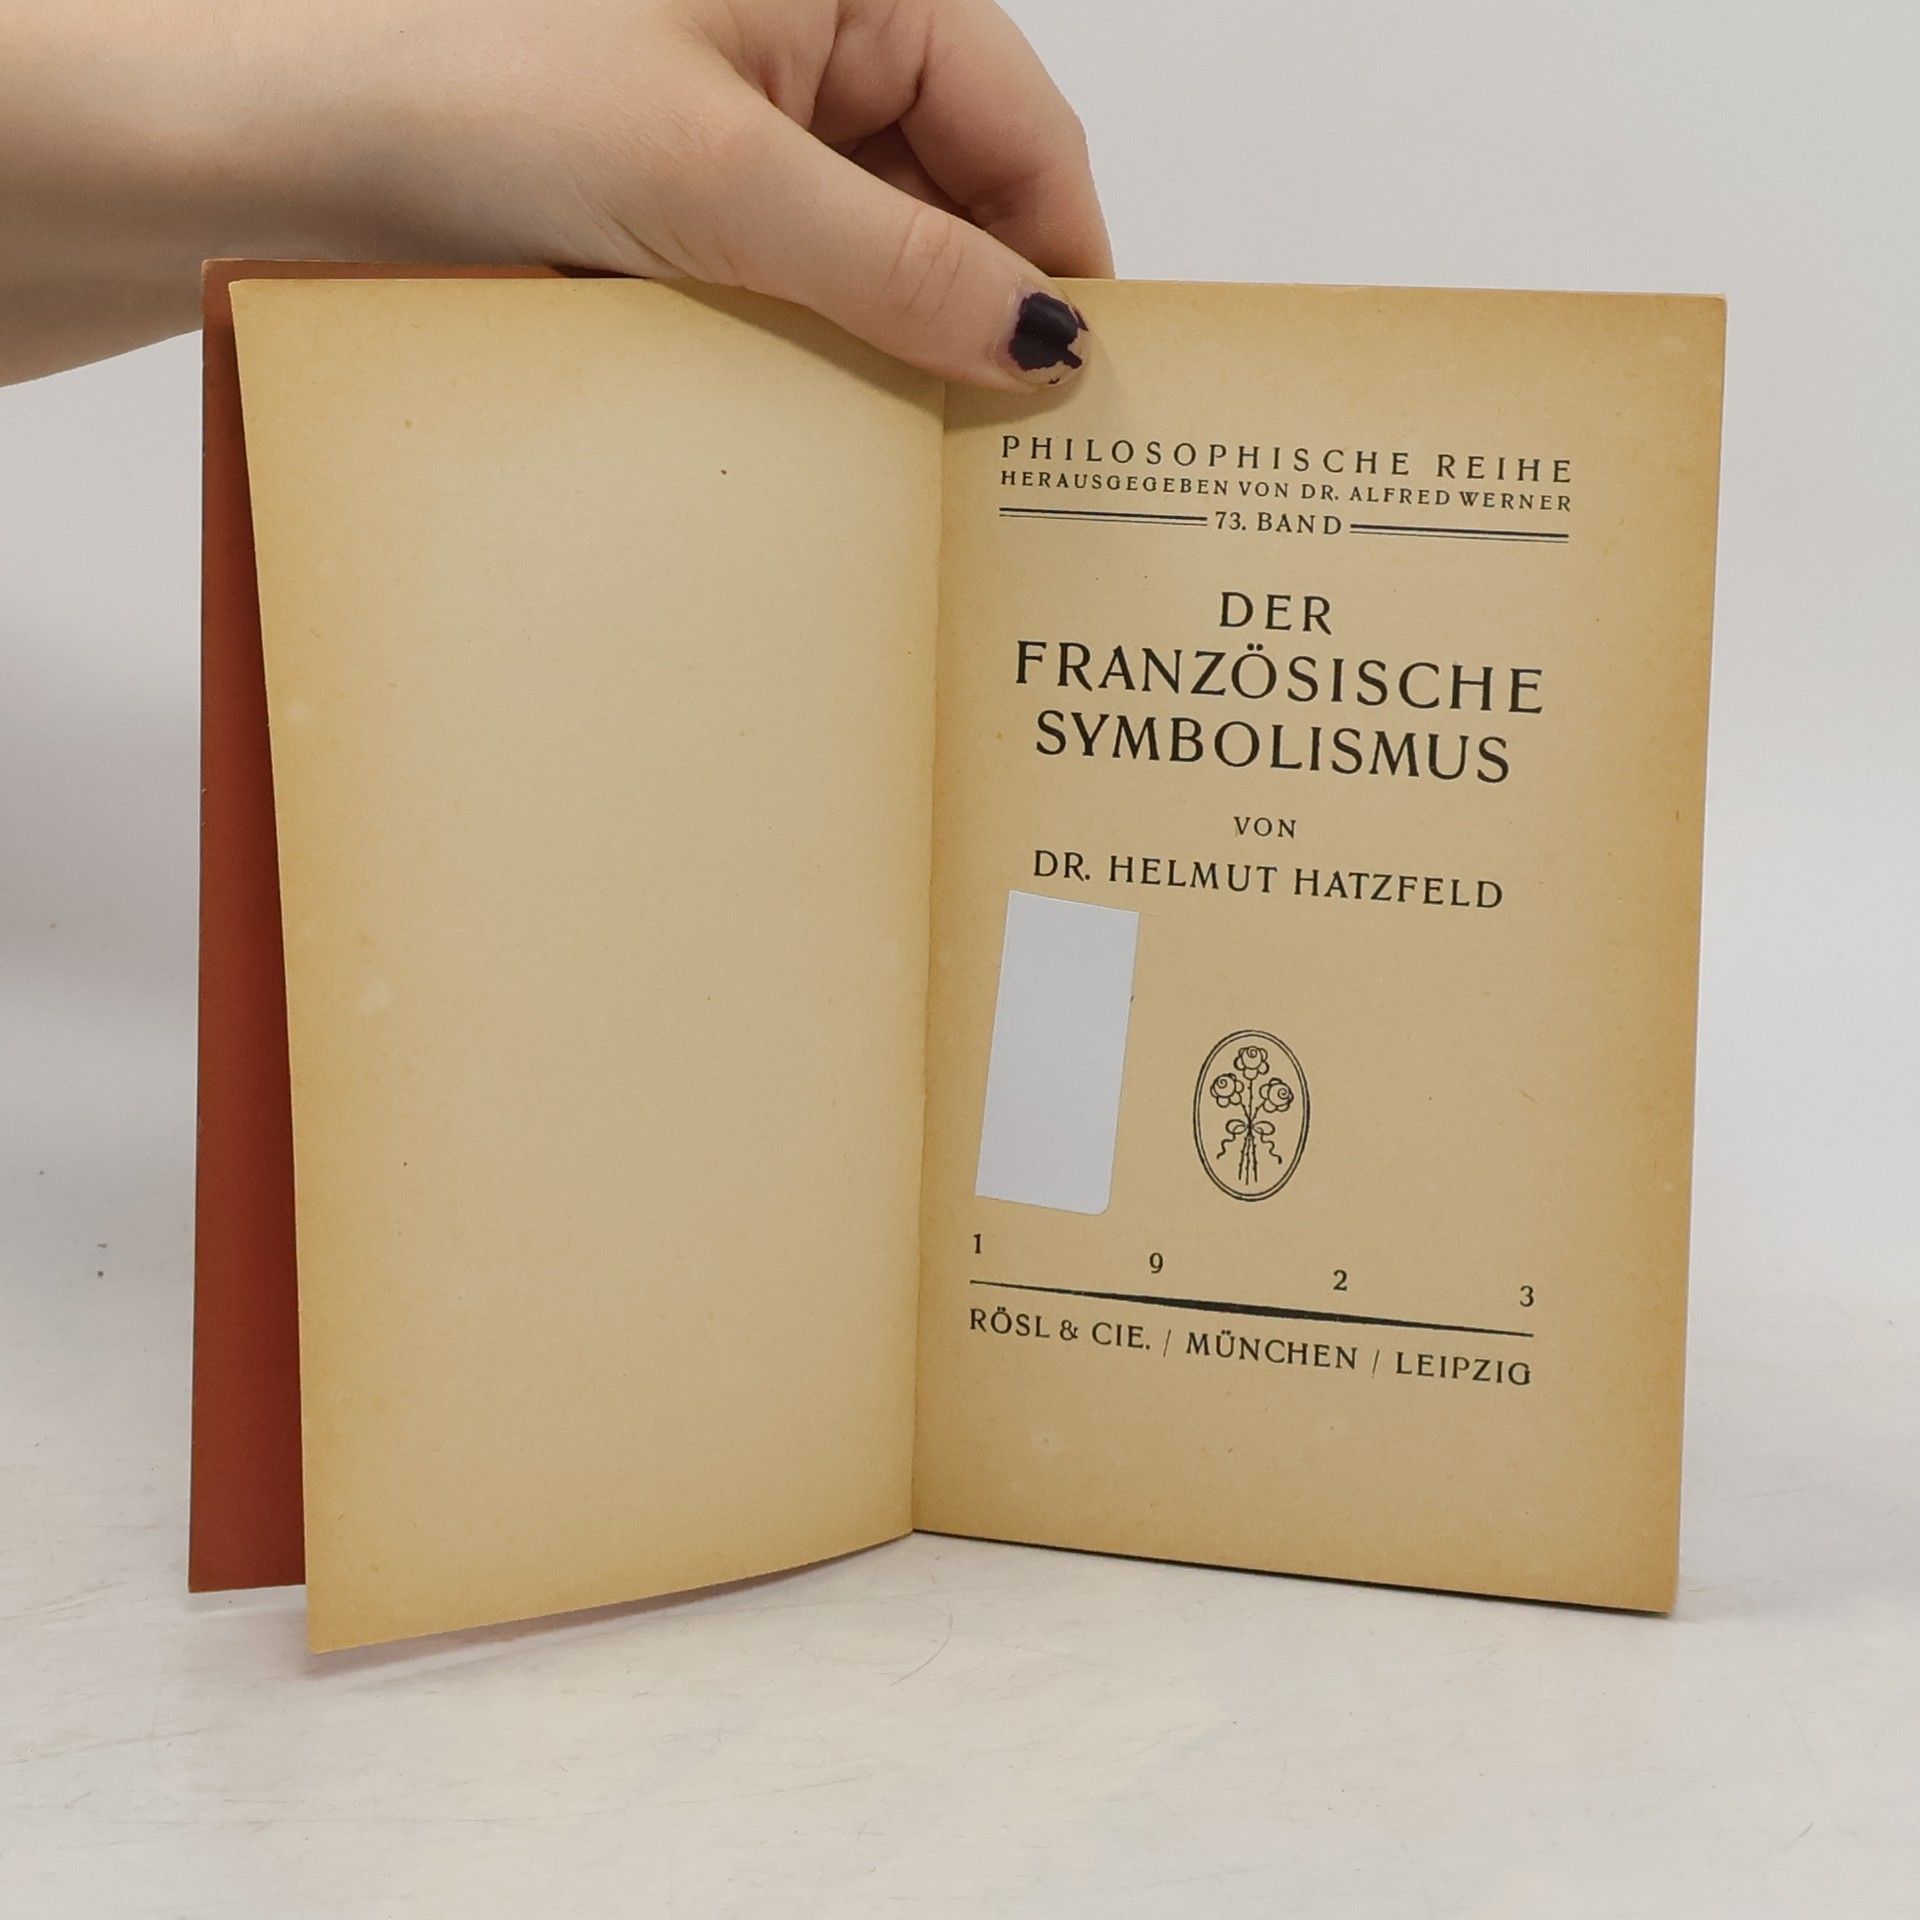 PHILOSOPHISCHE REIHE
HERAUSGEGEBEN VON DR. ALFRED WERNER
73. BAND
DER
FRANZÖSISCHE
SYMBOLISMUS
VON
DR. HELMUT HATZFELD
1 9 2 3
RÖSL & CIE. / MÜNCHEN / LEIPZIG